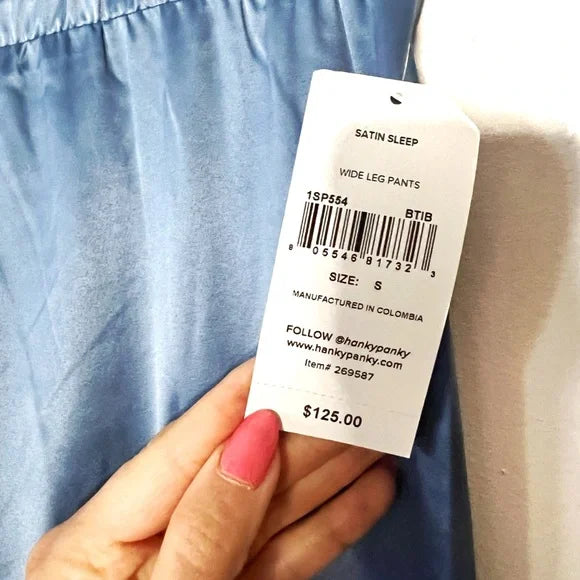 SATIN SLEEP
WIDE LEG PANTS
1SP554 BTIB
8 05546 81732 3
SIZE: S
MANUFACTURED IN COLOMBIA
FOLLOW @hankypanky
www.hankypanky.com
Item# 269587
$125.00